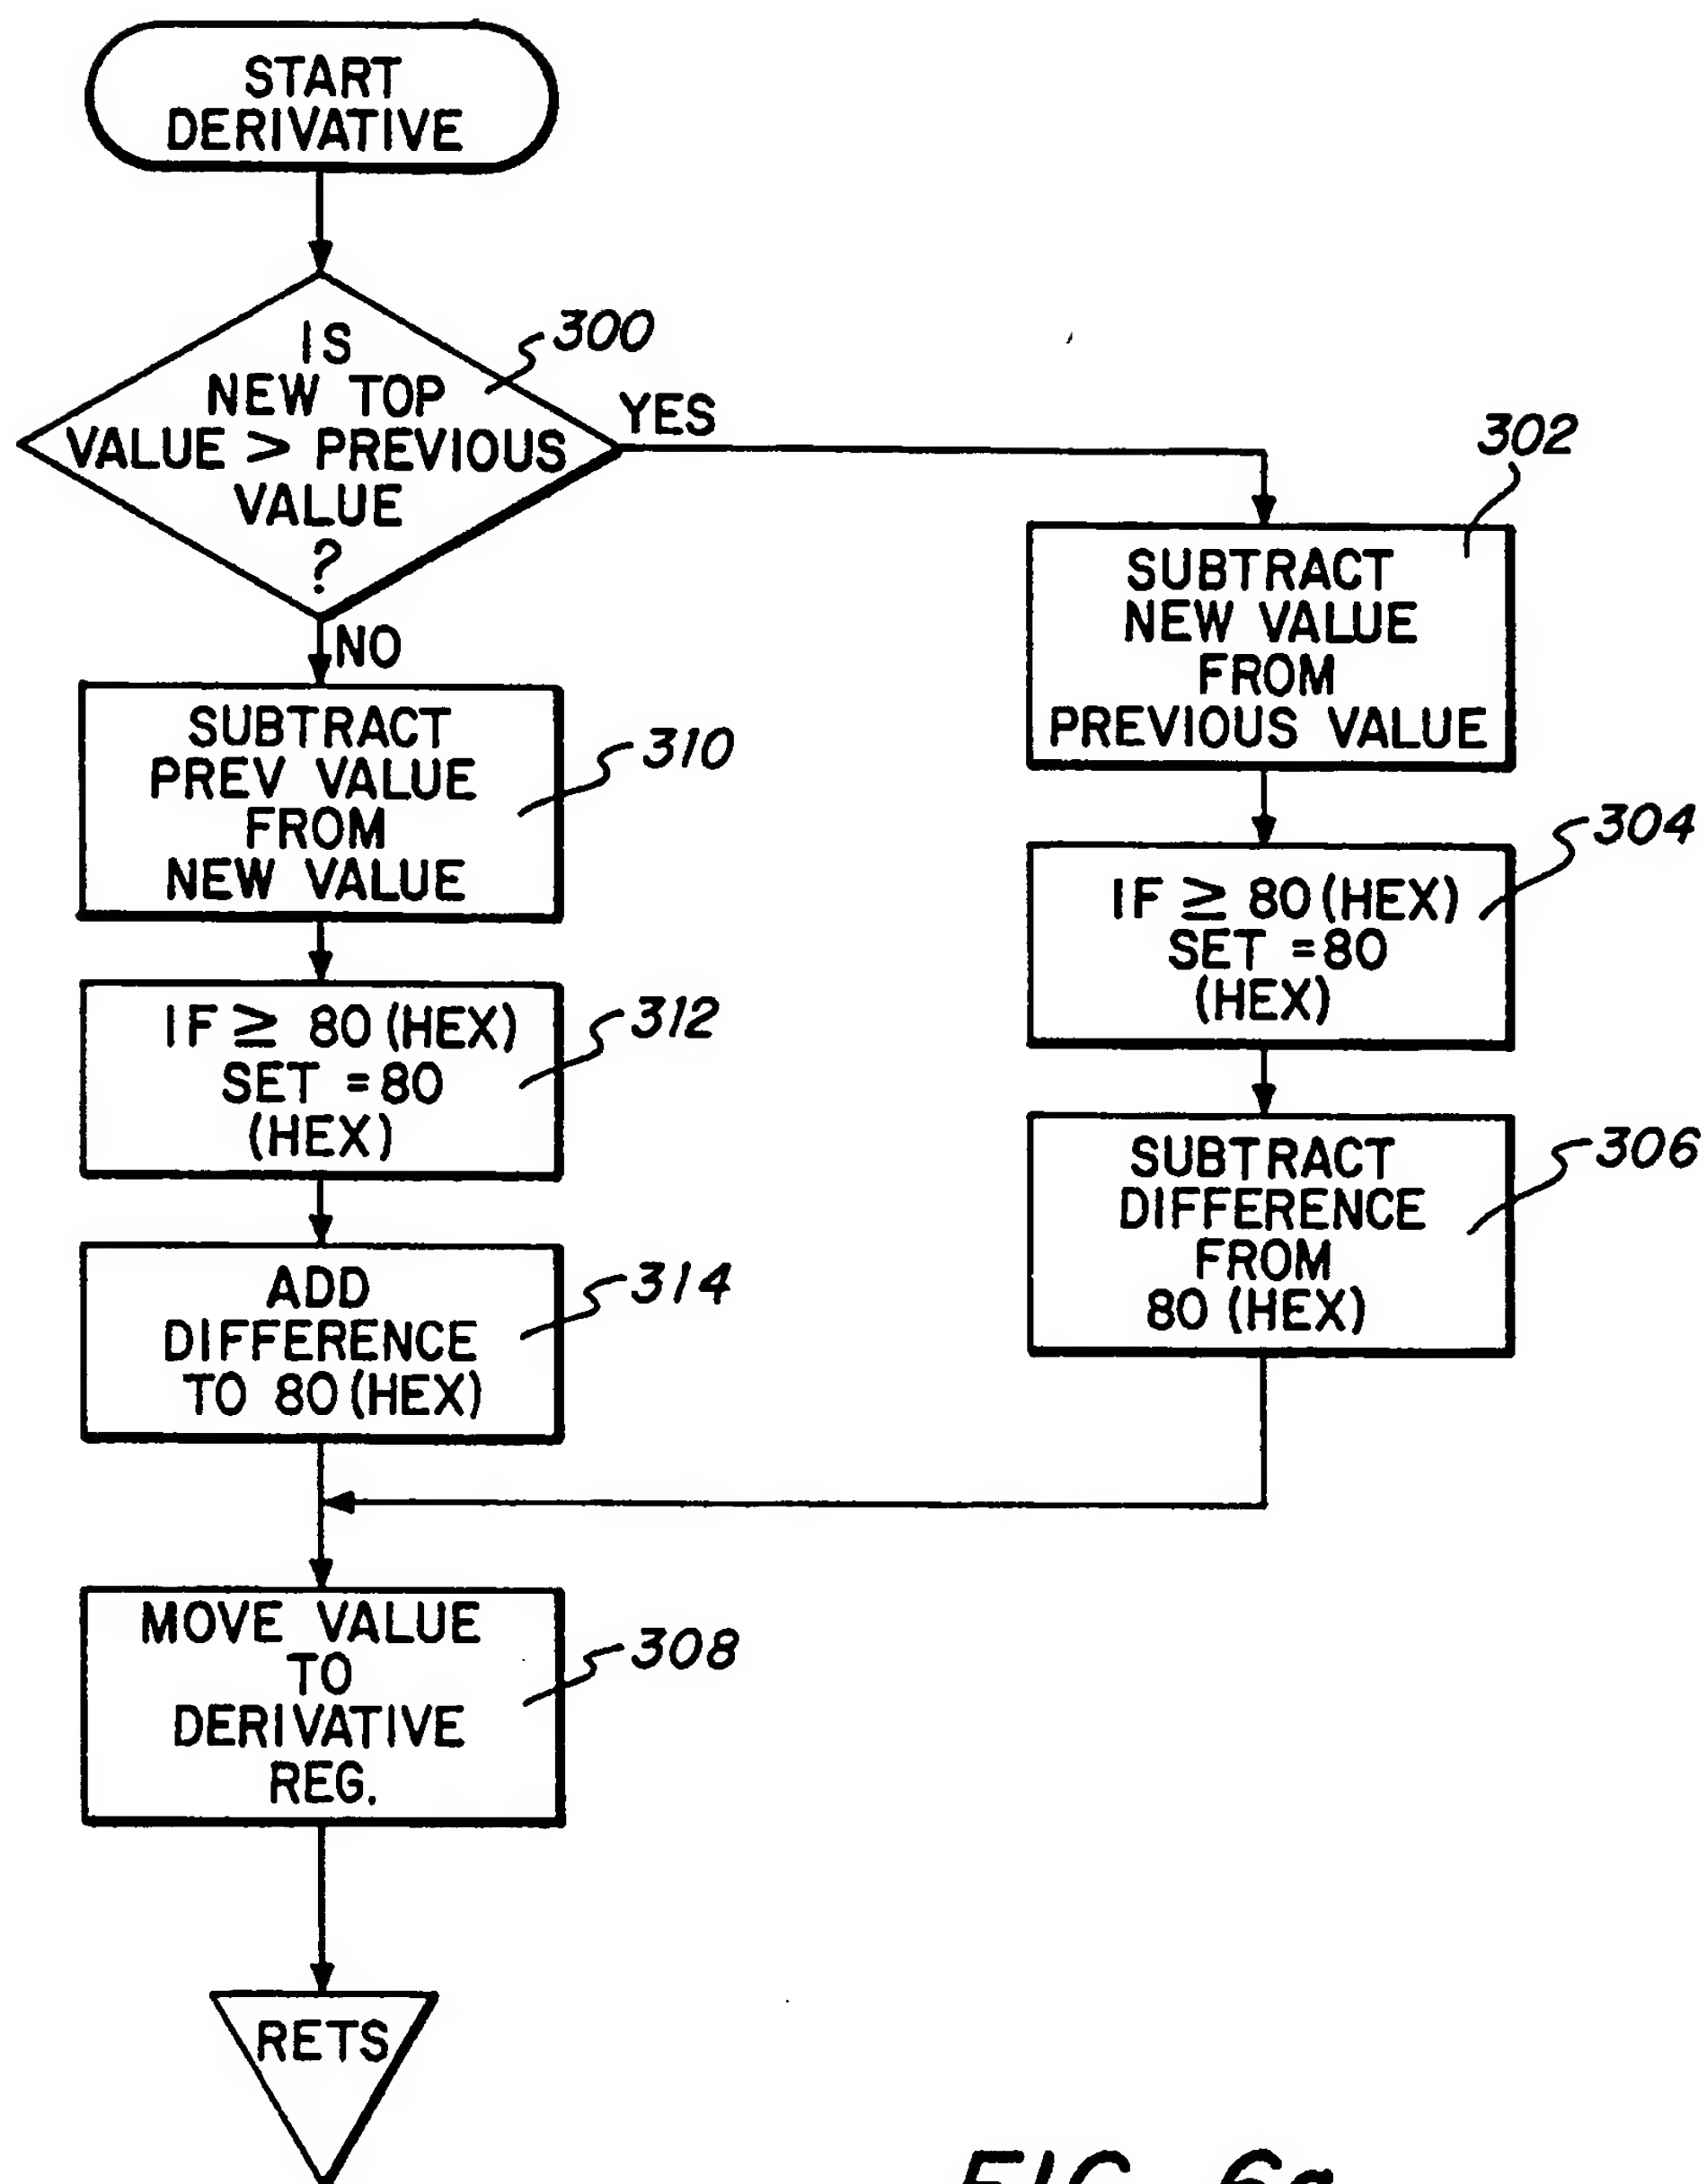 START
DERIVATIVE
300
IS
NEW TOP
VALUE > PREVIOUS
VALUE
?
YES
NO
302
SUBTRACT
NEW VALUE
FROM
PREVIOUS VALUE
304
IF ≥ 80 (HEX)
SET =80
(HEX)
306
SUBTRACT
DIFFERENCE
FROM
80 (HEX)
310
SUBTRACT
PREV VALUE
FROM
NEW VALUE
312
IF ≥ 80 (HEX)
SET =80
(HEX)
314
ADD
DIFFERENCE
TO 80 (HEX)
308
MOVE VALUE
TO
DERIVATIVE
REG.
RETS